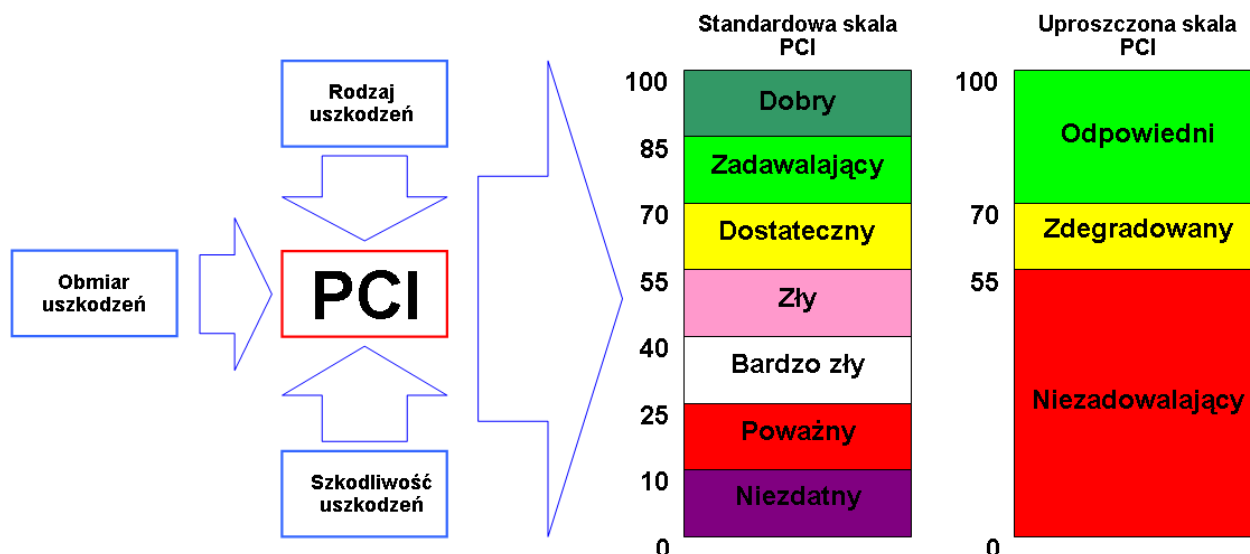 Rodzaj
uszkodzeń
Obmiar
uszkodzeń
PCI
Szkodliwość
uszkodzeń
Standardowa skala
PCI
100
Dobry
85
Zadawalający
70
Dostateczny
55
Zły
40
Bardzo zły
25
Poważny
10
Niezdatny
0
Uproszczona skala
PCI
100
Odpowiedni
70
Zdegradowany
55
Niezadowalający
0